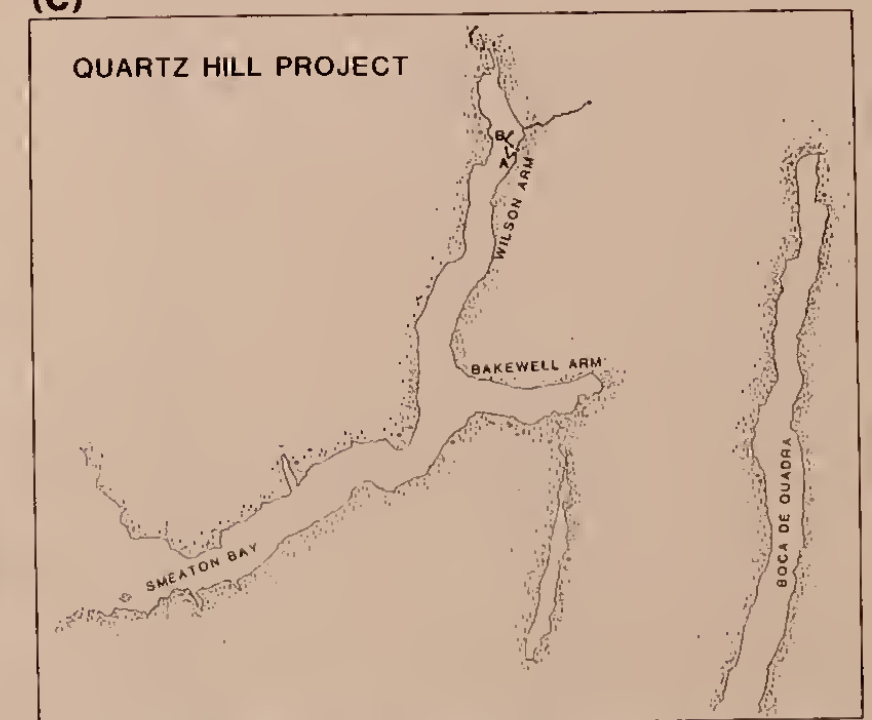 (C)
QUARTZ HILL PROJECT
B
A
WILSON ARM
BAKEWELL ARM
BOCA DE QUADRA
SMEATON BAY